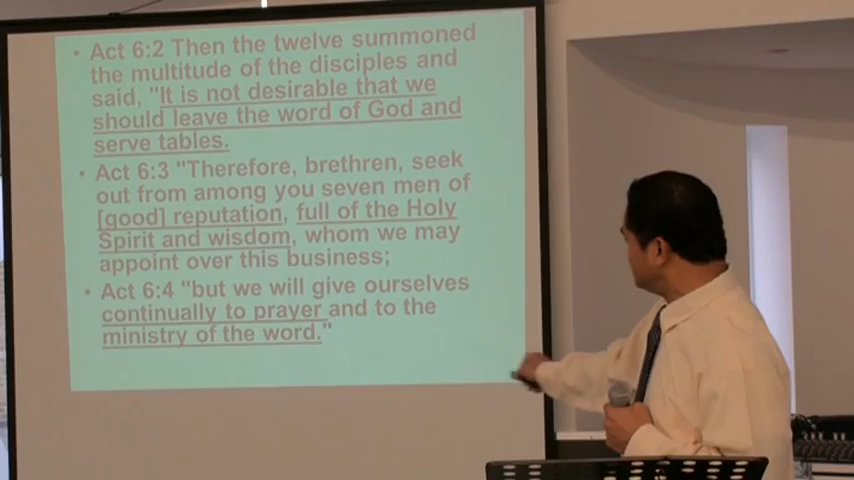 • Act 6:2 Then the twelve summoned
the multitude of the disciples and
said, "It is not desirable that we
should leave the word of God and
serve tables.
• Act 6:3 "Therefore, brethren, seek
out from among you seven men of
[good] reputation, full of the Holy
Spirit and wisdom, whom we may
appoint over this business;
• Act 6:4 "but we will give ourselves
continually to prayer and to the
ministry of the word."